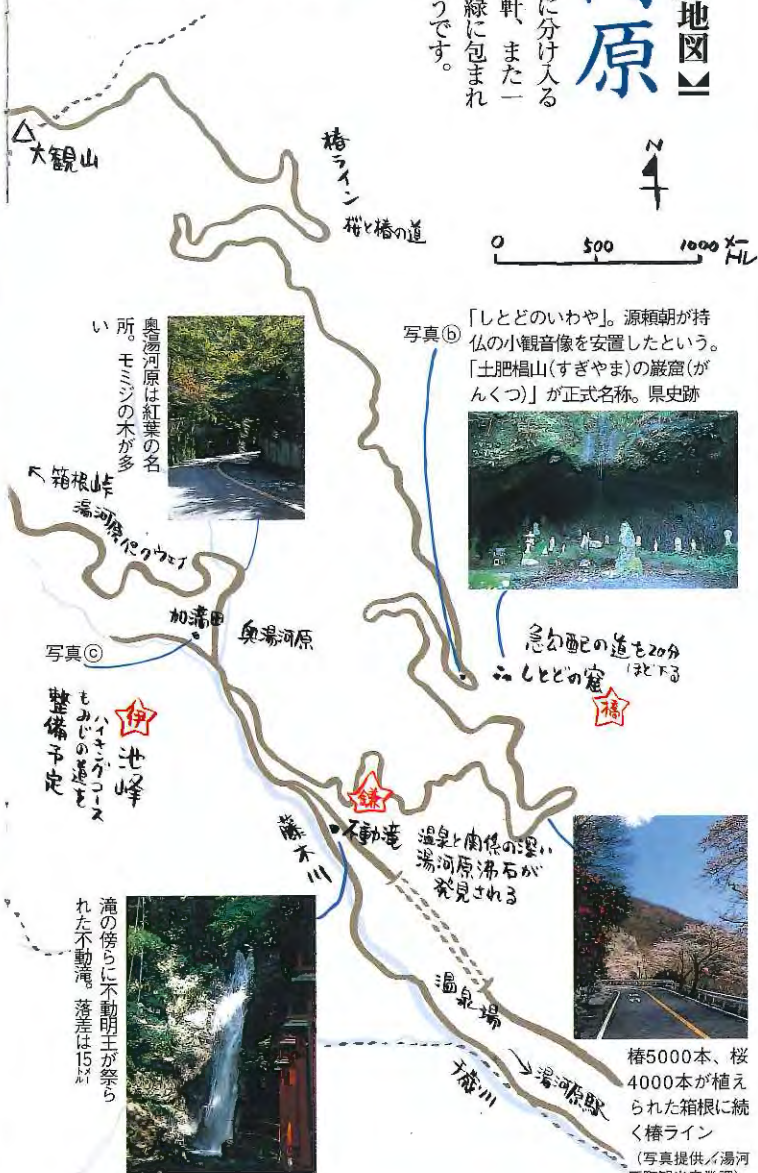 地図
河原
に分け入る
軒、また一
緑に包まれ
うです。
N
0 500 1000メートル
大観山
椿ライン
桜と椿の道
写真ⓑ
「しとどのいわや」。源頼朝が持
仏の小観音像を安置したという。
「土肥椙山(すぎやま)の巌窟(が
んくつ)」が正式名称。県史跡
奥湯河原は紅葉の名
所。モミジの木が多
い
↖箱根峠
湯河原パークウェイ
加満田
奥湯河原
写真ⓒ
急勾配の道を20分
ほど下る
しとどの窟
橘
伊
池峰
ハイキングコース
もみじの道を
整備予定
鎌
不動滝
藤木川
温泉と関係の深い
湯河原沸石が
発見される
滝の傍らに不動明王が祭ら
れた不動滝。落差は15メートル
温泉場
→湯河原駅
千歳川
椿5000本、桜
4000本が植え
られた箱根に続
く椿ライン
(写真提供/湯河